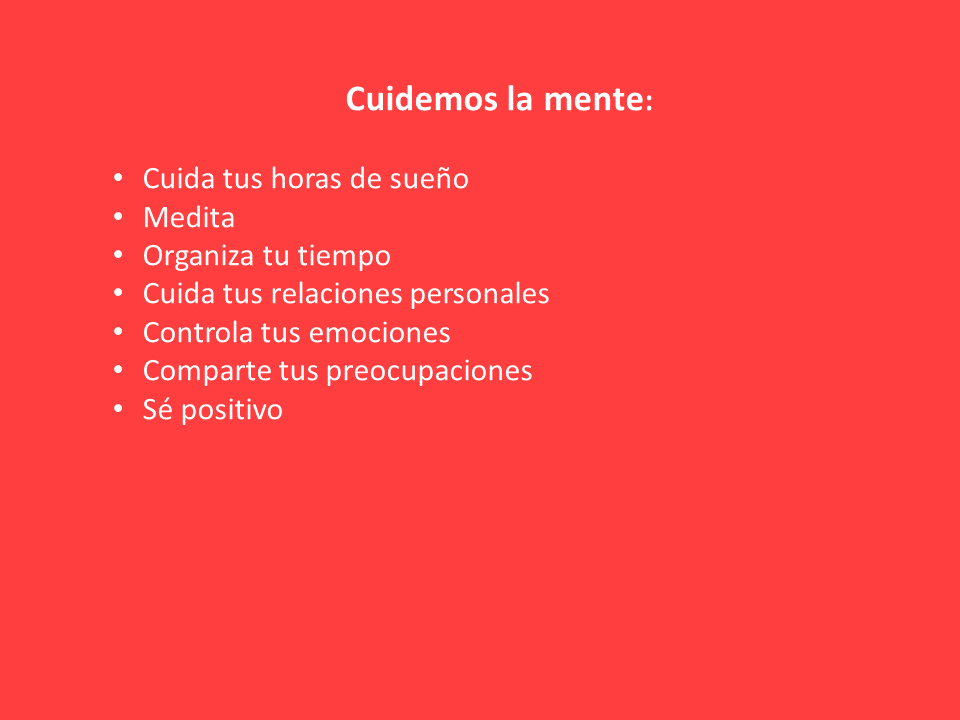 Cuidemos la mente:
• Cuida tus horas de sueño
• Medita
• Organiza tu tiempo
• Cuida tus relaciones personales
• Controla tus emociones
• Comparte tus preocupaciones
• Sé positivo